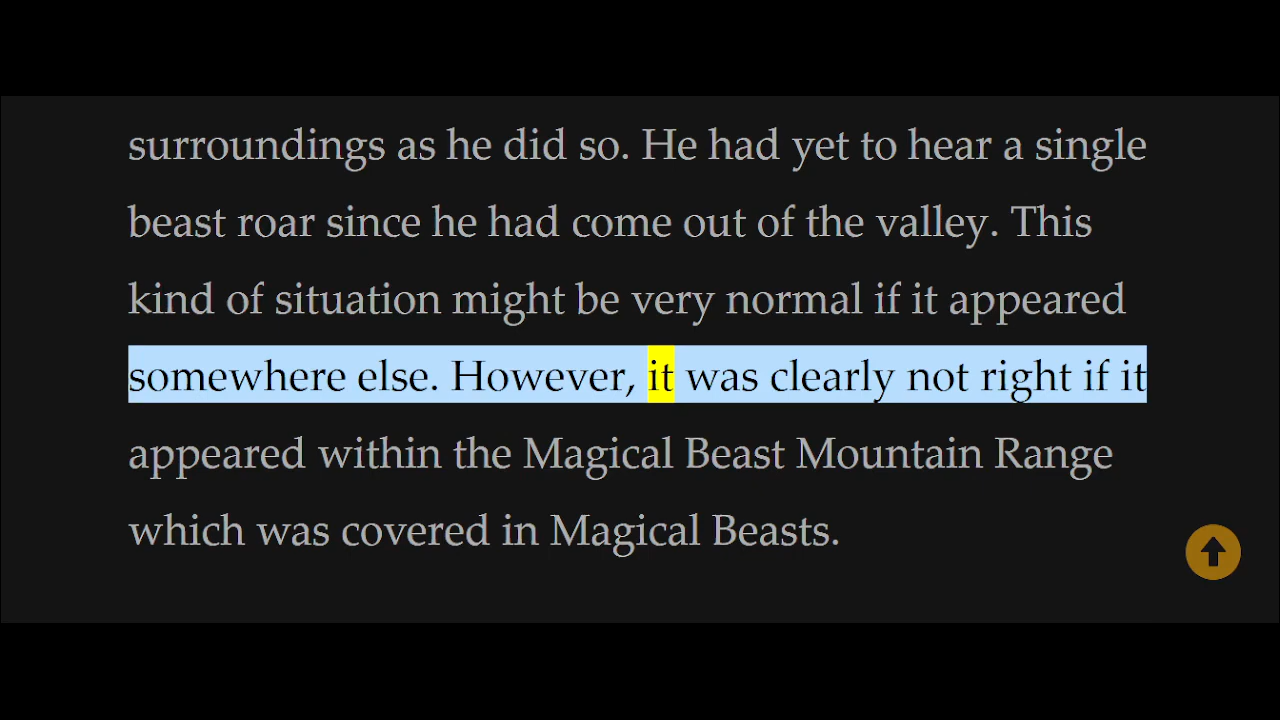 surroundings as he did so. He had yet to hear a single
beast roar since he had come out of the valley. This
kind of situation might be very normal if it appeared
somewhere else. However, it was clearly not right if it
appeared within the Magical Beast Mountain Range
which was covered in Magical Beasts.